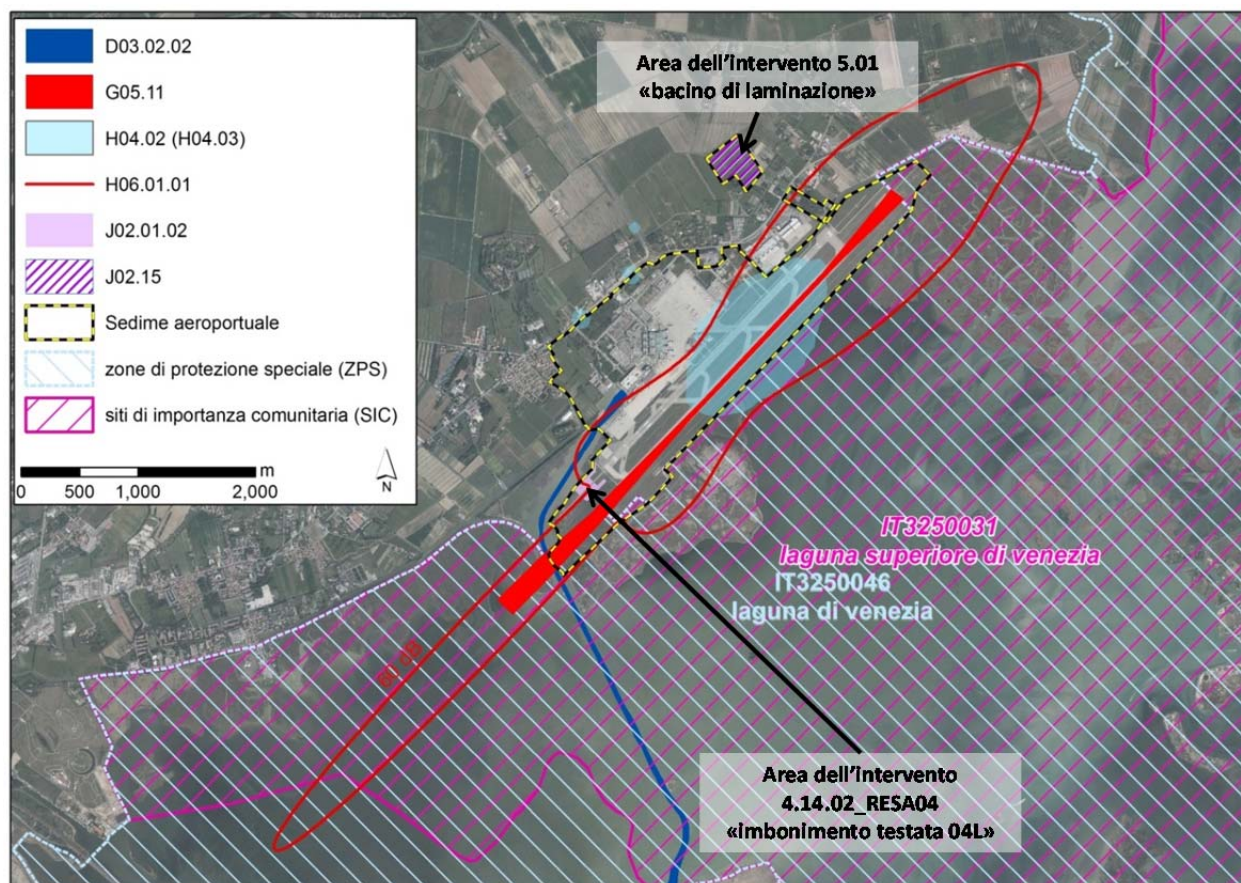 D03.02.02
G05.11
H04.02 (H04.03)
H06.01.01
J02.01.02
J02.15
Sedime aeroportuale
zone di protezione speciale (ZPS)
siti di importanza comunitaria (SIC)
m
0 500 1,000 2,000
N
Area dell'intervento 5.01
«bacino di laminazione»
IT3250031
laguna superiore di venezia
IT3250046
laguna di venezia
60 dB
Area dell'intervento
4.14.02_RESA04
«imbonimento testata 04L»